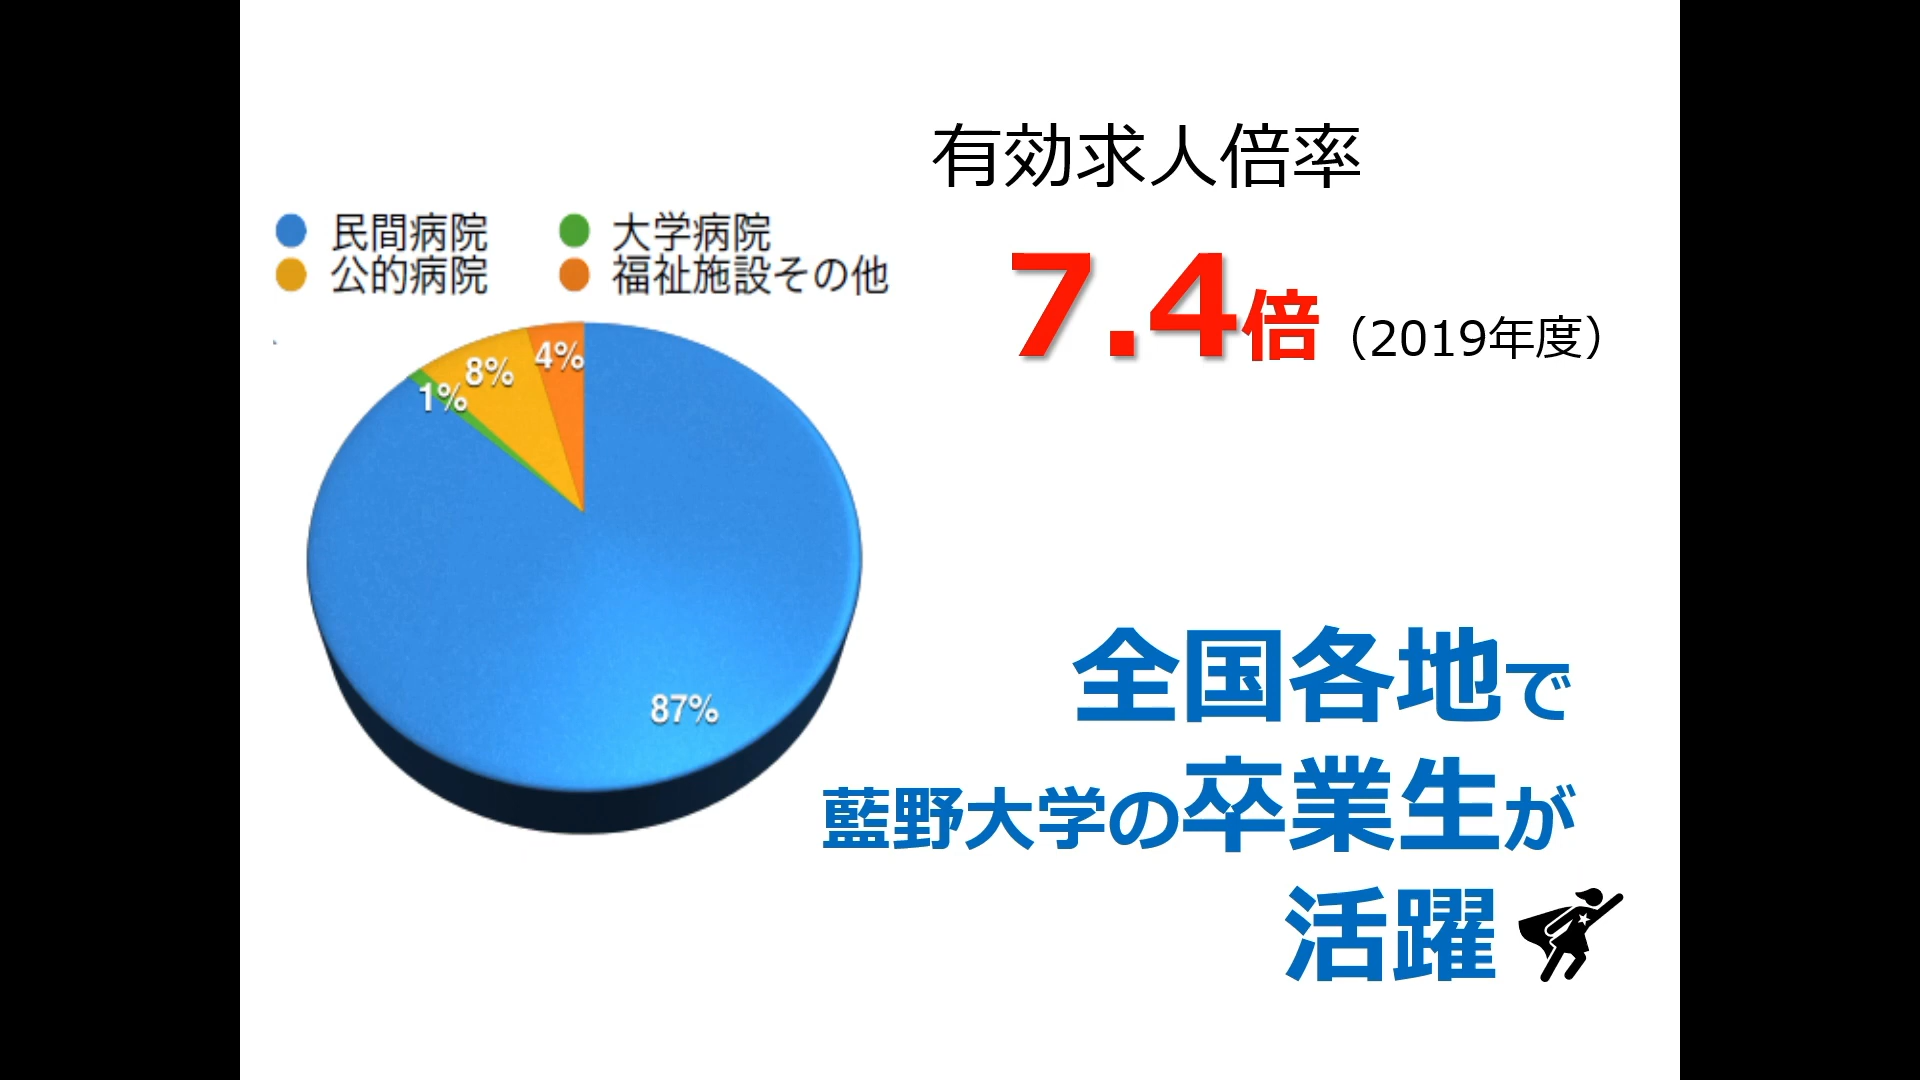 有効求人倍率
7.4倍（2019年度）
民間病院
大学病院
公的病院
福祉施設その他
4%
8%
1%
87%
全国各地で
藍野大学の卒業生が
活躍